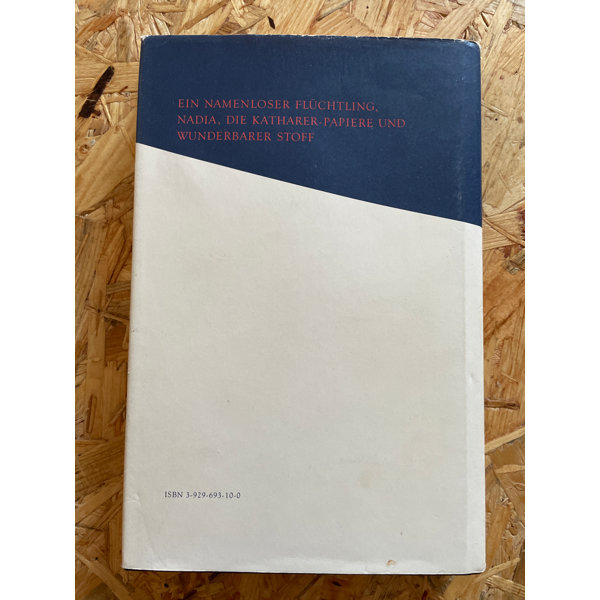 EIN NAMENLOSER FLÜCHTLING,
NADIA, DIE KATHARER-PAPIERE UND
WUNDERBARER STOFF
ISBN 3-929-693-10-0